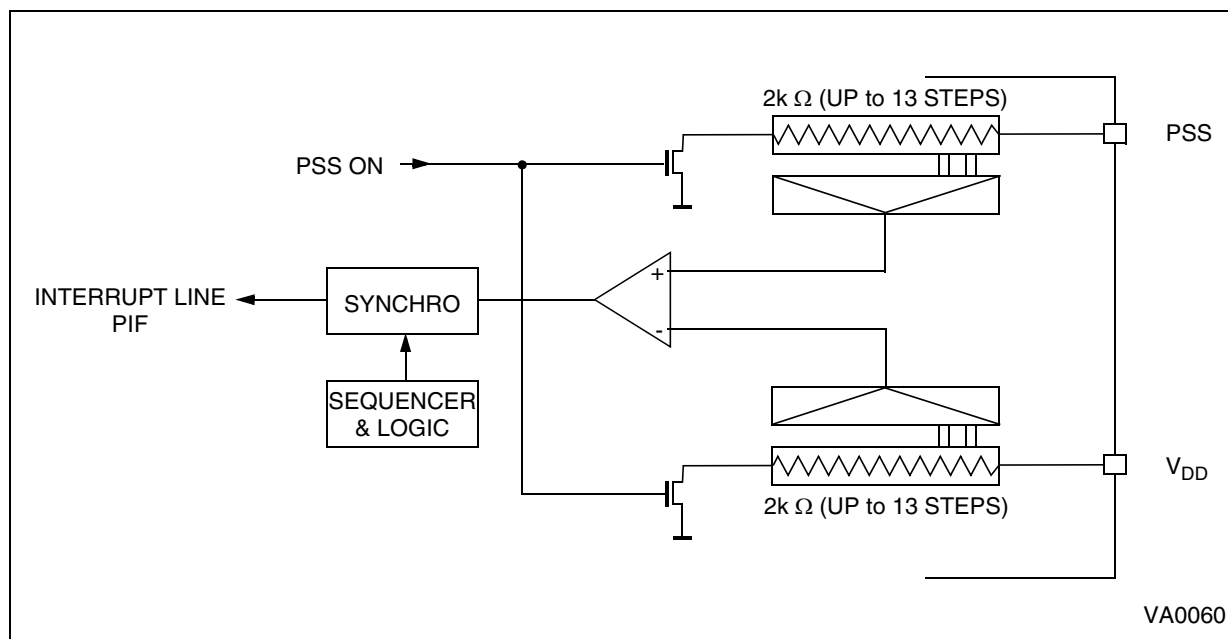 2k Ω (UP to 13 STEPS)
PSS
PSS ON
+
INTERRUPT LINE
PIF
SYNCHRO
-
SEQUENCER
& LOGIC
V_DD
2k Ω (UP to 13 STEPS)
VA0060